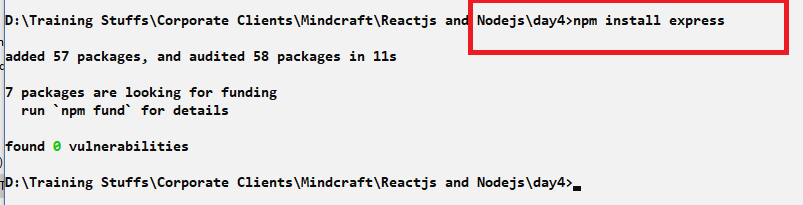 D:\Training Stuffs\Corporate Clients\Mindcraft\Reactjs and Nodejs\day4>npm install express
added 57 packages, and audited 58 packages in 11s
7 packages are looking for funding
run `npm fund` for details
found 0 vulnerabilities
D:\Training Stuffs\Corporate Clients\Mindcraft\Reactjs and Nodejs\day4>